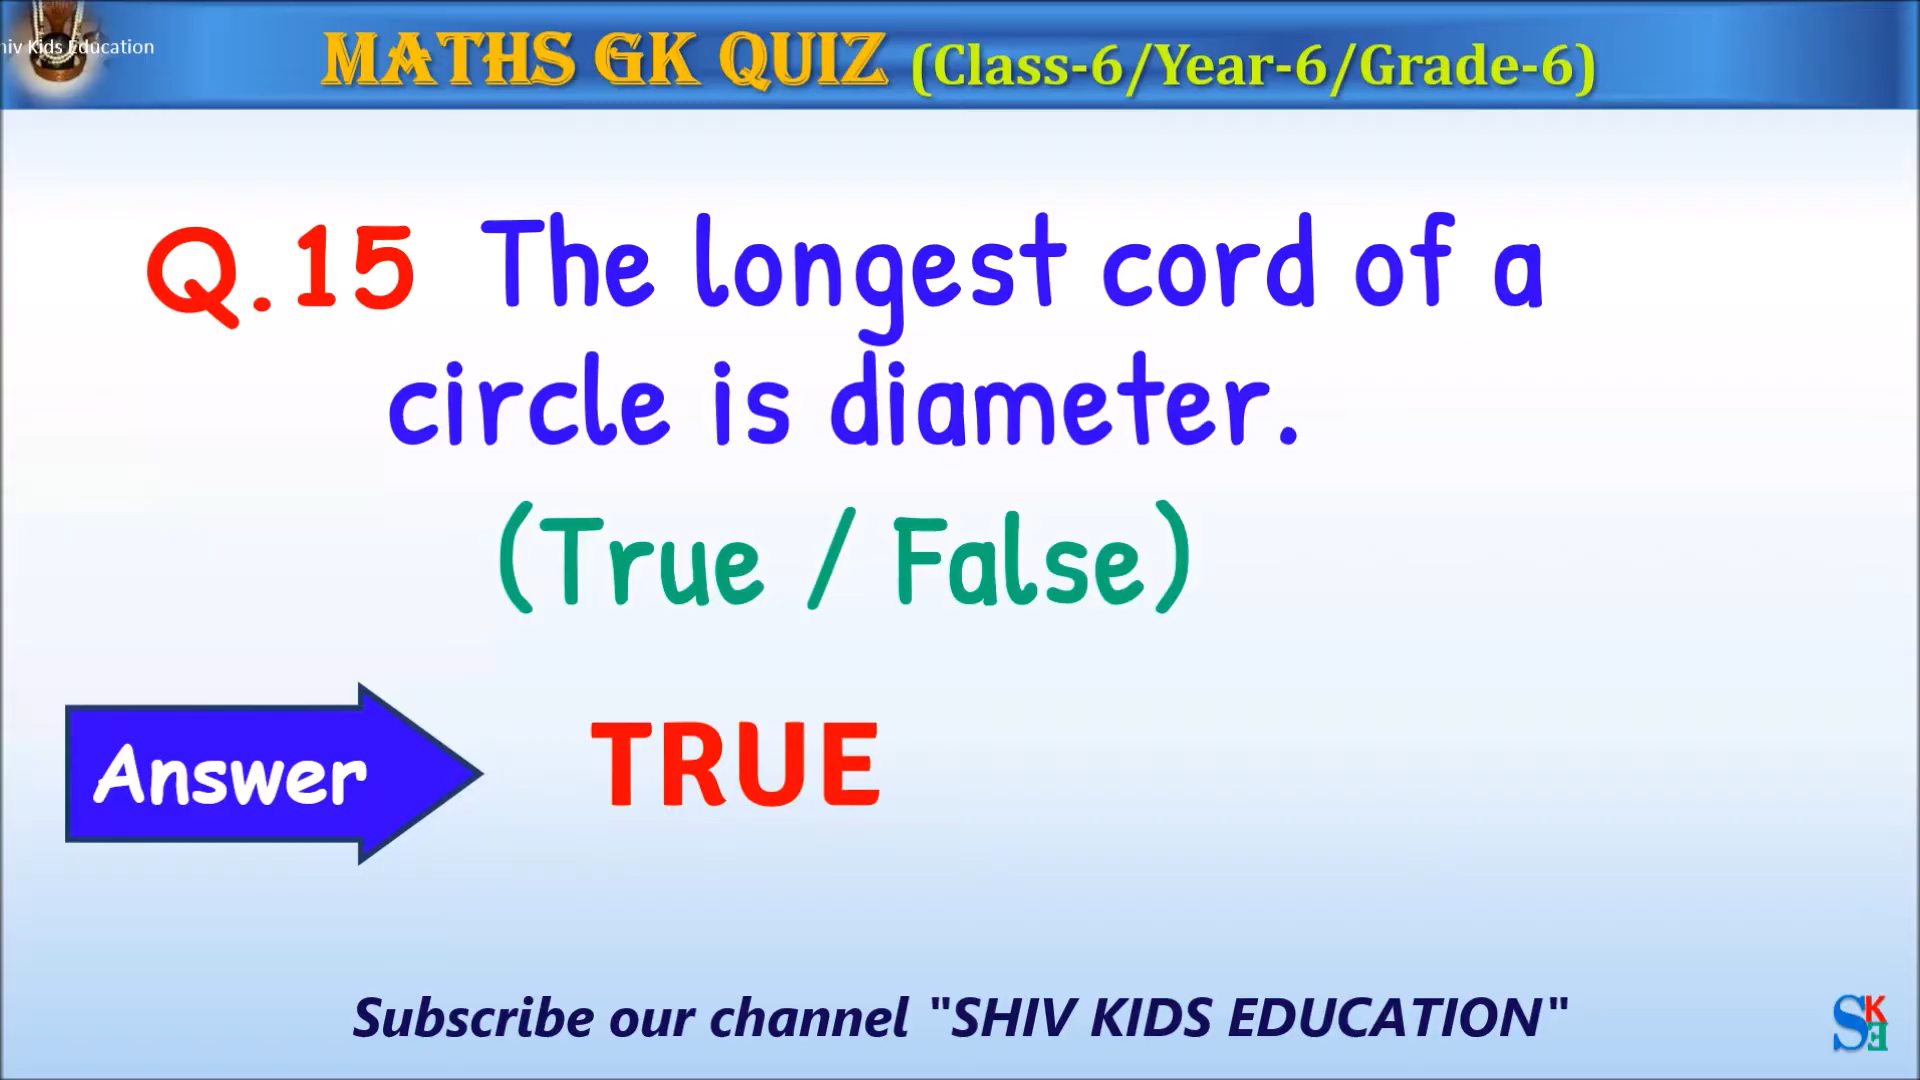 hiv Kids Education
MATHS GK QUIZ (Class-6/Year-6/Grade-6)
Q.15 The longest cord of a
circle is diameter.
(True / False)
Answer TRUE
Subscribe our channel "SHIV KIDS EDUCATION"
SKE